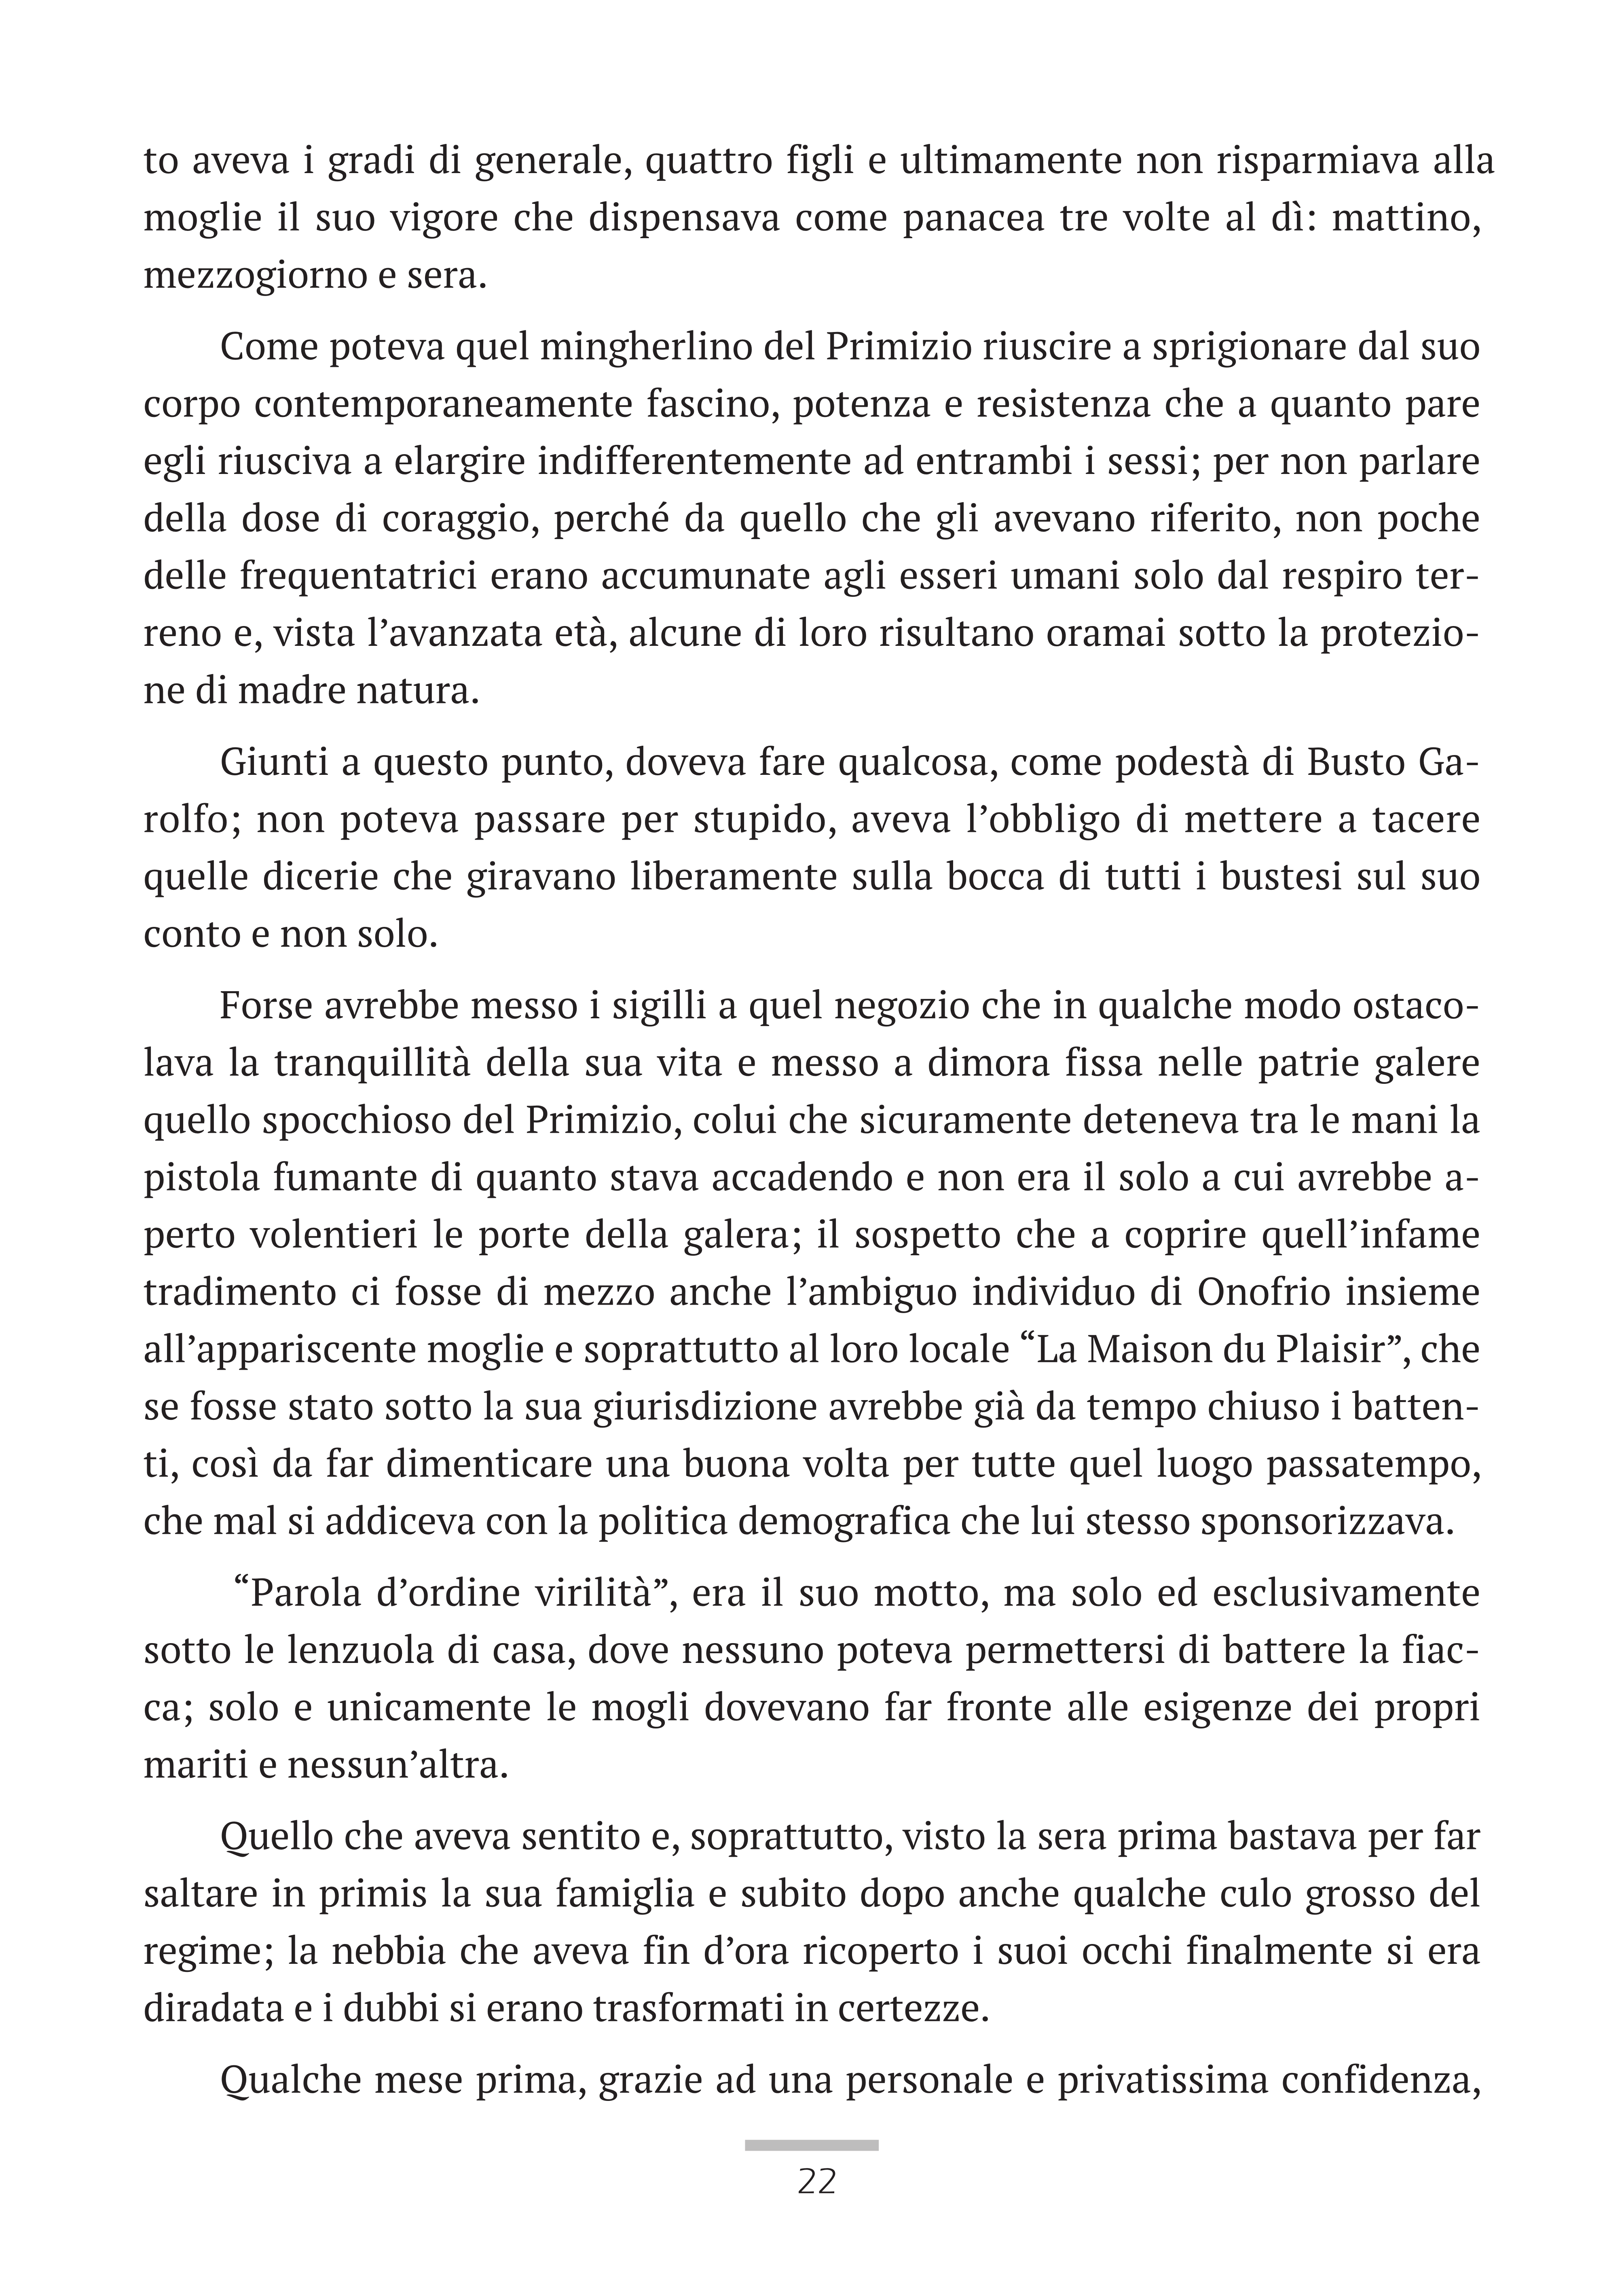 to aveva i gradi di generale, quattro figli e ultimamente non risparmiava alla
moglie il suo vigore che dispensava come panacea tre volte al dì: mattino,
mezzogiorno e sera.
Come poteva quel mingherlino del Primizio riuscire a sprigionare dal suo
corpo contemporaneamente fascino, potenza e resistenza che a quanto pare
egli riusciva a elargire indifferentemente ad entrambi i sessi; per non parlare
della dose di coraggio, perché da quello che gli avevano riferito, non poche
delle frequentatrici erano accumunate agli esseri umani solo dal respiro ter-
reno e, vista l’avanzata età, alcune di loro risultano oramai sotto la protezio-
ne di madre natura.
Giunti a questo punto, doveva fare qualcosa, come podestà di Busto Ga-
rolfo; non poteva passare per stupido, aveva l’obbligo di mettere a tacere
quelle dicerie che giravano liberamente sulla bocca di tutti i bustesi sul suo
conto e non solo.
Forse avrebbe messo i sigilli a quel negozio che in qualche modo ostaco-
lava la tranquillità della sua vita e messo a dimora fissa nelle patrie galere
quello spocchioso del Primizio, colui che sicuramente deteneva tra le mani la
pistola fumante di quanto stava accadendo e non era il solo a cui avrebbe a-
perto volentieri le porte della galera; il sospetto che a coprire quell’infame
tradimento ci fosse di mezzo anche l’ambiguo individuo di Onofrio insieme
all’appariscente moglie e soprattutto al loro locale “La Maison du Plaisir”, che
se fosse stato sotto la sua giurisdizione avrebbe già da tempo chiuso i batten-
ti, così da far dimenticare una buona volta per tutte quel luogo passatempo,
che mal si addiceva con la politica demografica che lui stesso sponsorizzava.
“Parola d’ordine virilità”, era il suo motto, ma solo ed esclusivamente
sotto le lenzuola di casa, dove nessuno poteva permettersi di battere la fiac-
ca; solo e unicamente le mogli dovevano far fronte alle esigenze dei propri
mariti e nessun’altra.
Quello che aveva sentito e, soprattutto, visto la sera prima bastava per far
saltare in primis la sua famiglia e subito dopo anche qualche culo grosso del
regime; la nebbia che aveva fin d’ora ricoperto i suoi occhi finalmente si era
diradata e i dubbi si erano trasformati in certezze.
Qualche mese prima, grazie ad una personale e privatissima confidenza,
22